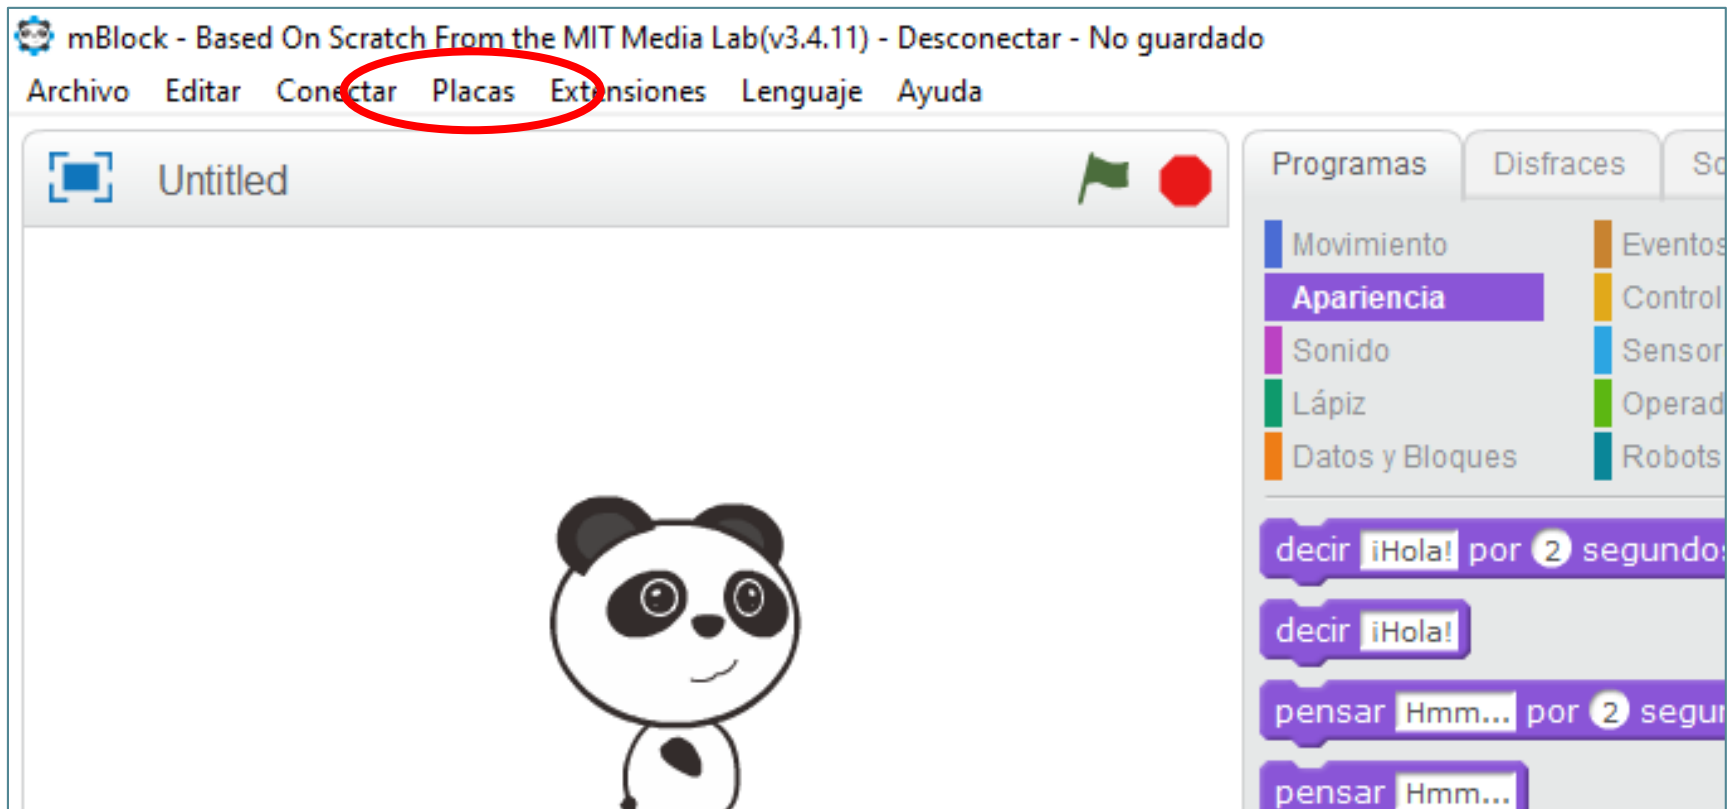 mBlock - Based On Scratch From the MIT Media Lab(v3.4.11) - Desconectar - No guardado
Archivo Editar Conectar Placas Extensiones Lenguaje Ayuda
Untitled
Programas Disfraces
Movimiento Eventos
Apariencia Control
Sonido Sensor
Lápiz Operad
Datos y Bloques Robots
decir ¡Hola! por 2 segundos
decir ¡Hola!
pensar Hmm... por 2 segun
pensar Hmm...